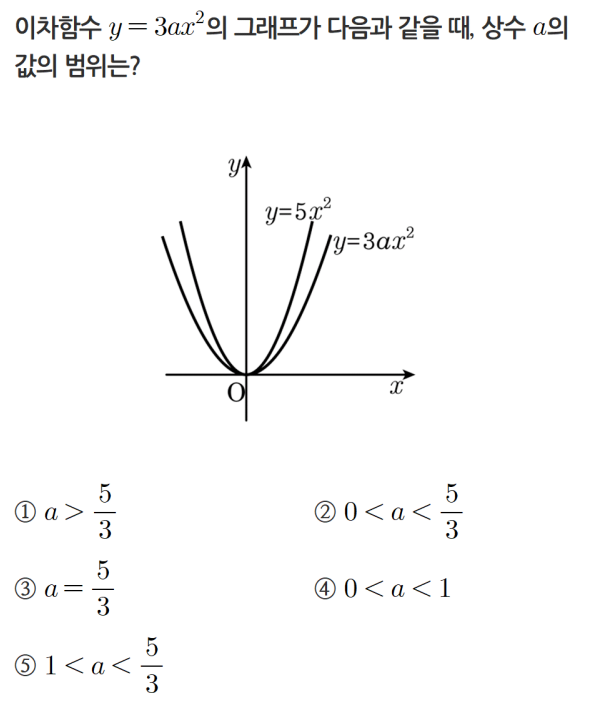 이차함수 y = 3ax²의 그래프가 다음과 같을 때, 상수 a의
값의 범위는?
y
y=5x²
y=3ax²
O
x
① a > 5/3
② 0 < a < 5/3
③ a = 5/3
④ 0 < a < 1
⑤ 1 < a < 5/3